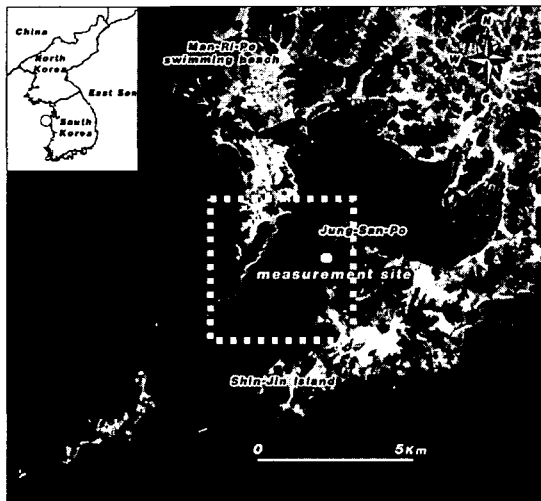 China
North
Korea
East Sea
South
Korea
Man-Ri-Po
swimming beach
N
W
E
S
Jung-San-Po
measurement site
Shin-Jin Island
0
5Km